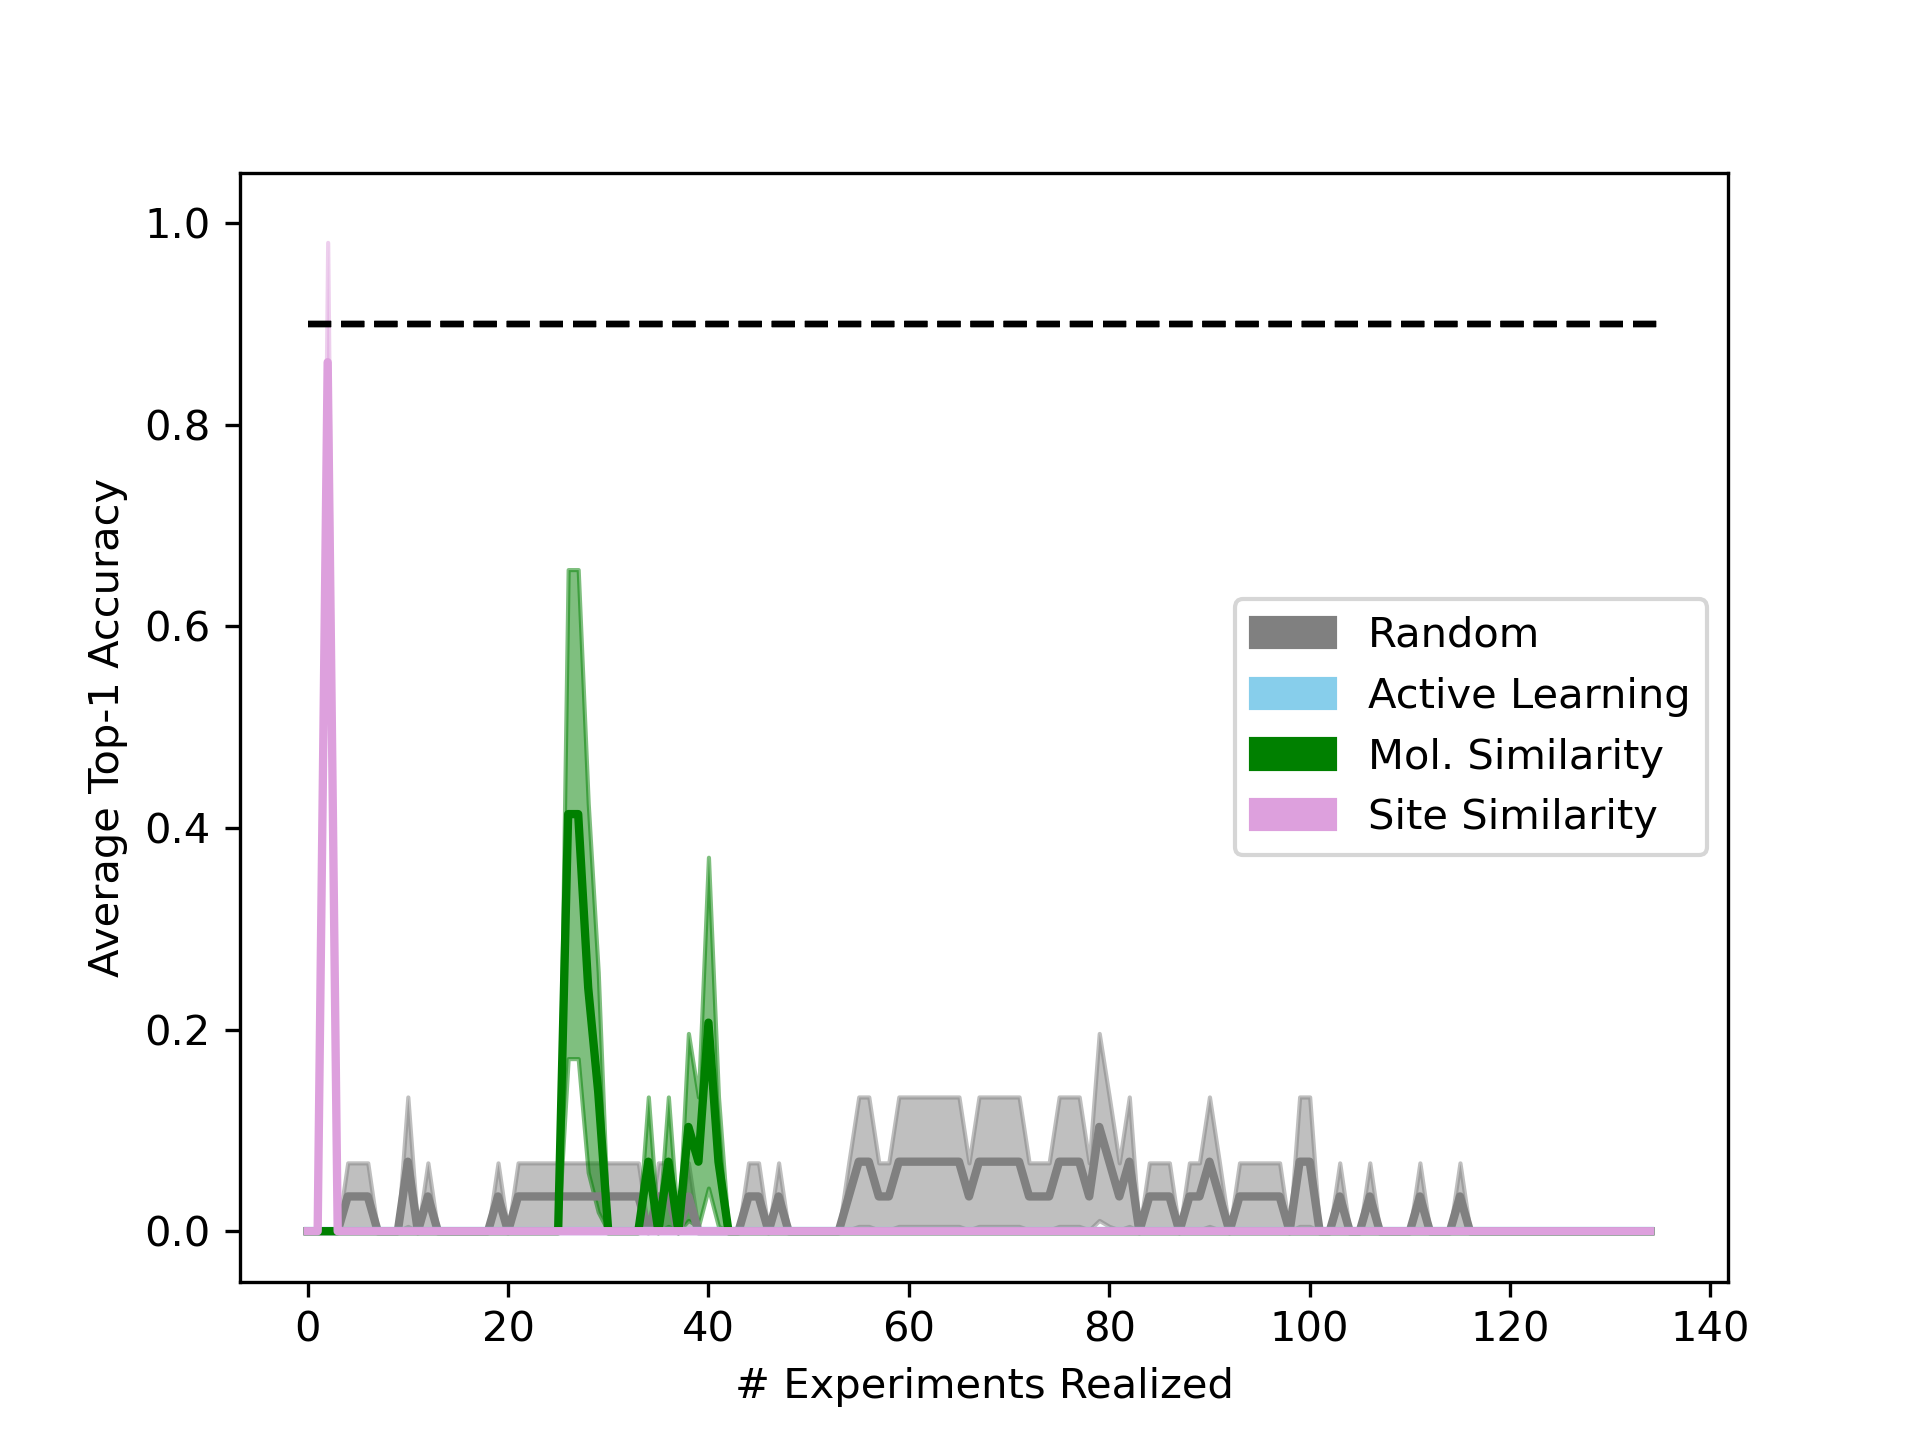 1.0
0.8
0.6
0.4
0.2
0.0
Average Top-1 Accuracy
Random
Active Learning
Mol. Similarity
Site Similarity
0 20 40 60 80 100 120 140
# Experiments Realized